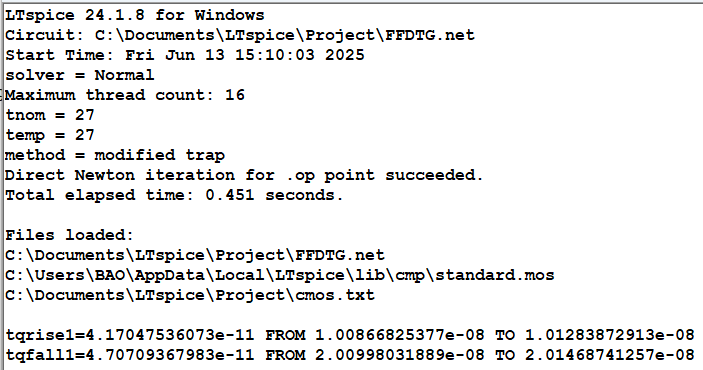 LTspice 24.1.8 for Windows
Circuit: C:\Documents\LTspice\Project\FFDTG.net
Start Time: Fri Jun 13 15:10:03 2025
solver = Normal
Maximum thread count: 16
tnom = 27
temp = 27
method = modified trap
Direct Newton iteration for .op point succeeded.
Total elapsed time: 0.451 seconds.

Files loaded:
C:\Documents\LTspice\Project\FFDTG.net
C:\Users\BAO\AppData\Local\LTspice\lib\cmp\standard.mos
C:\Documents\LTspice\Project\cmos.txt

tqrise1=4.17047536073e-11 FROM 1.00866825377e-08 TO 1.01283872913e-08
tqfall1=4.70709367983e-11 FROM 2.00998031889e-08 TO 2.01468741257e-08